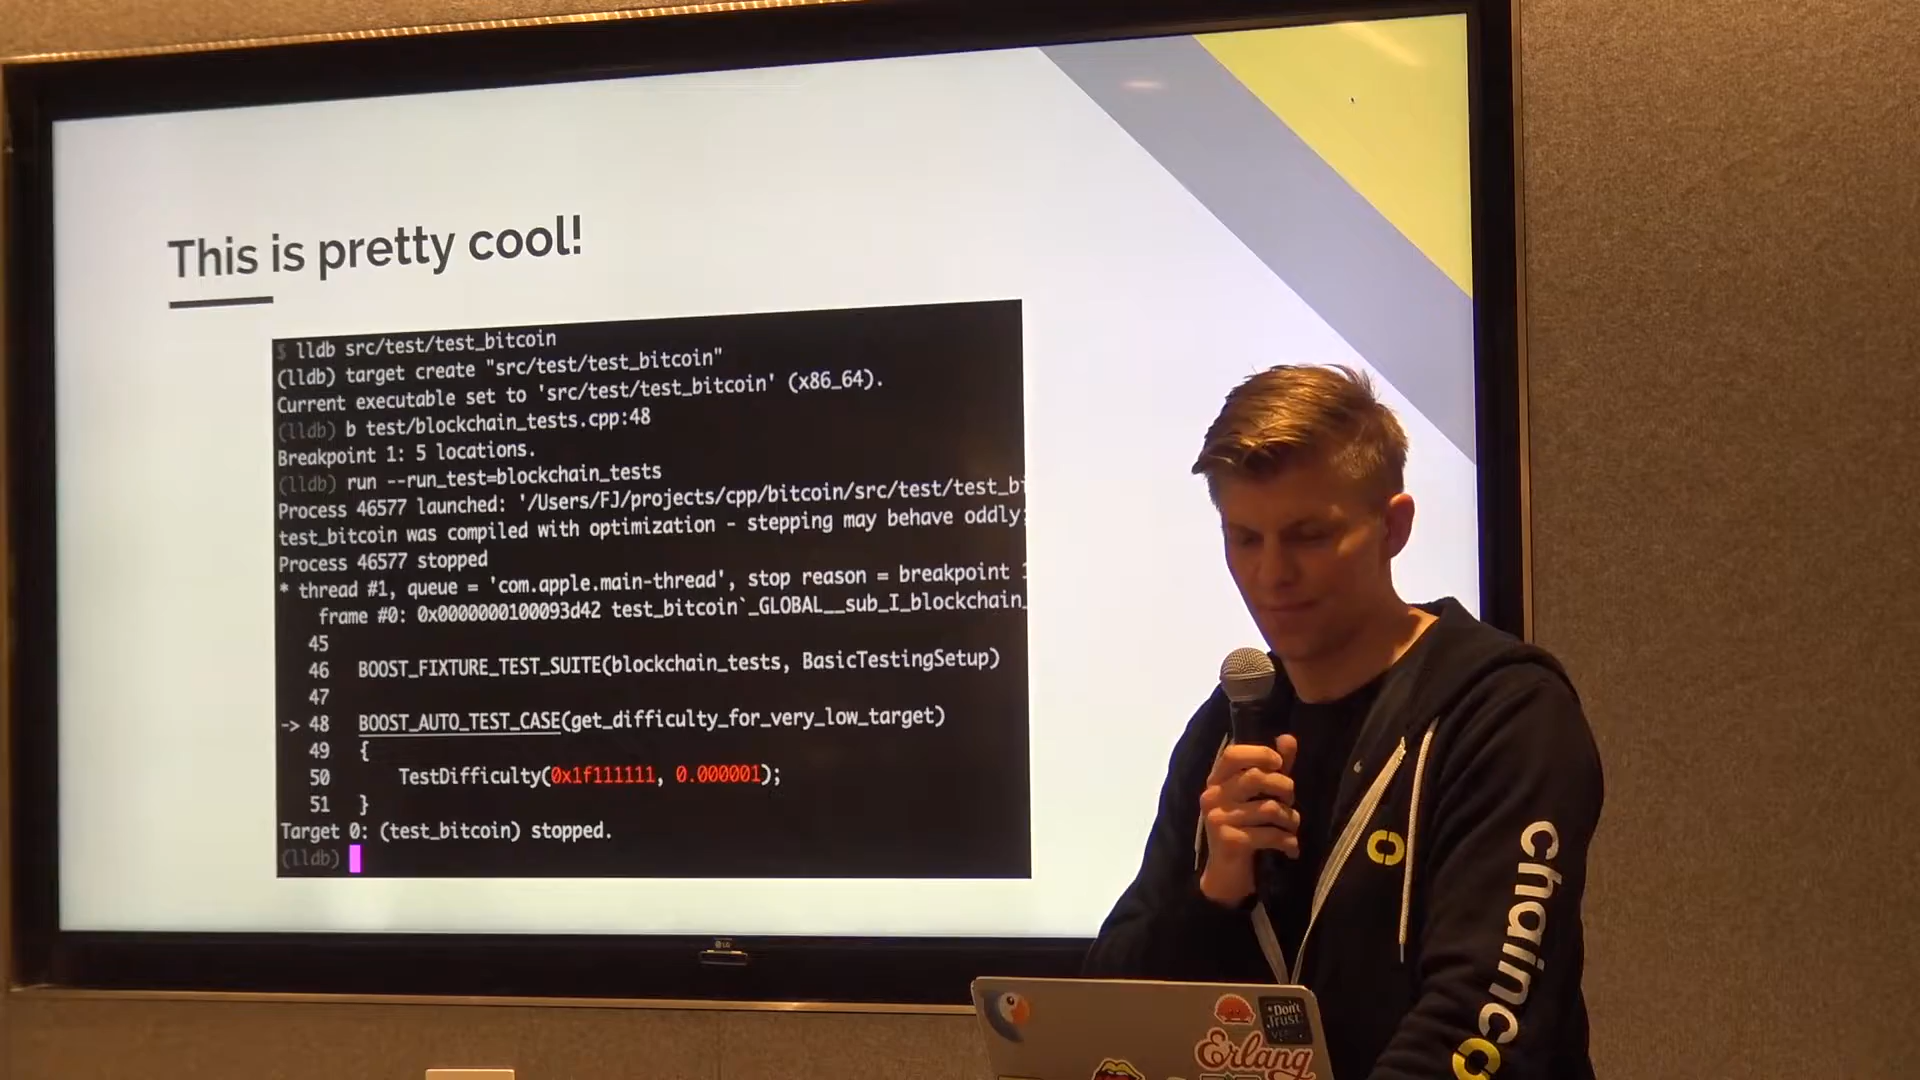 This is pretty cool!
$ lldb src/test/test_bitcoin
(lldb) target create "src/test/test_bitcoin"
Current executable set to 'src/test/test_bitcoin' (x86_64).
(lldb) b test/blockchain_tests.cpp:48
Breakpoint 1: 5 locations.
(lldb) run --run_test=blockchain_tests
Process 46577 launched: '/Users/FJ/projects/cpp/bitcoin/src/test/test_bi
test_bitcoin was compiled with optimization - stepping may behave oddly;
Process 46577 stopped
* thread #1, queue = 'com.apple.main-thread', stop reason = breakpoint 1
frame #0: 0x0000000100093d42 test_bitcoin`_GLOBAL__sub_I_blockchain_
45
46 BOOST_FIXTURE_TEST_SUITE(blockchain_tests, BasicTestingSetup)
47
-> 48 BOOST_AUTO_TEST_CASE(get_difficulty_for_very_low_target)
49 {
50 TestDifficulty(0x1f111111, 0.000001);
51 }
Target 0: (test_bitcoin) stopped.
(lldb)
LG
chainco
Don't
Trust
Erlang